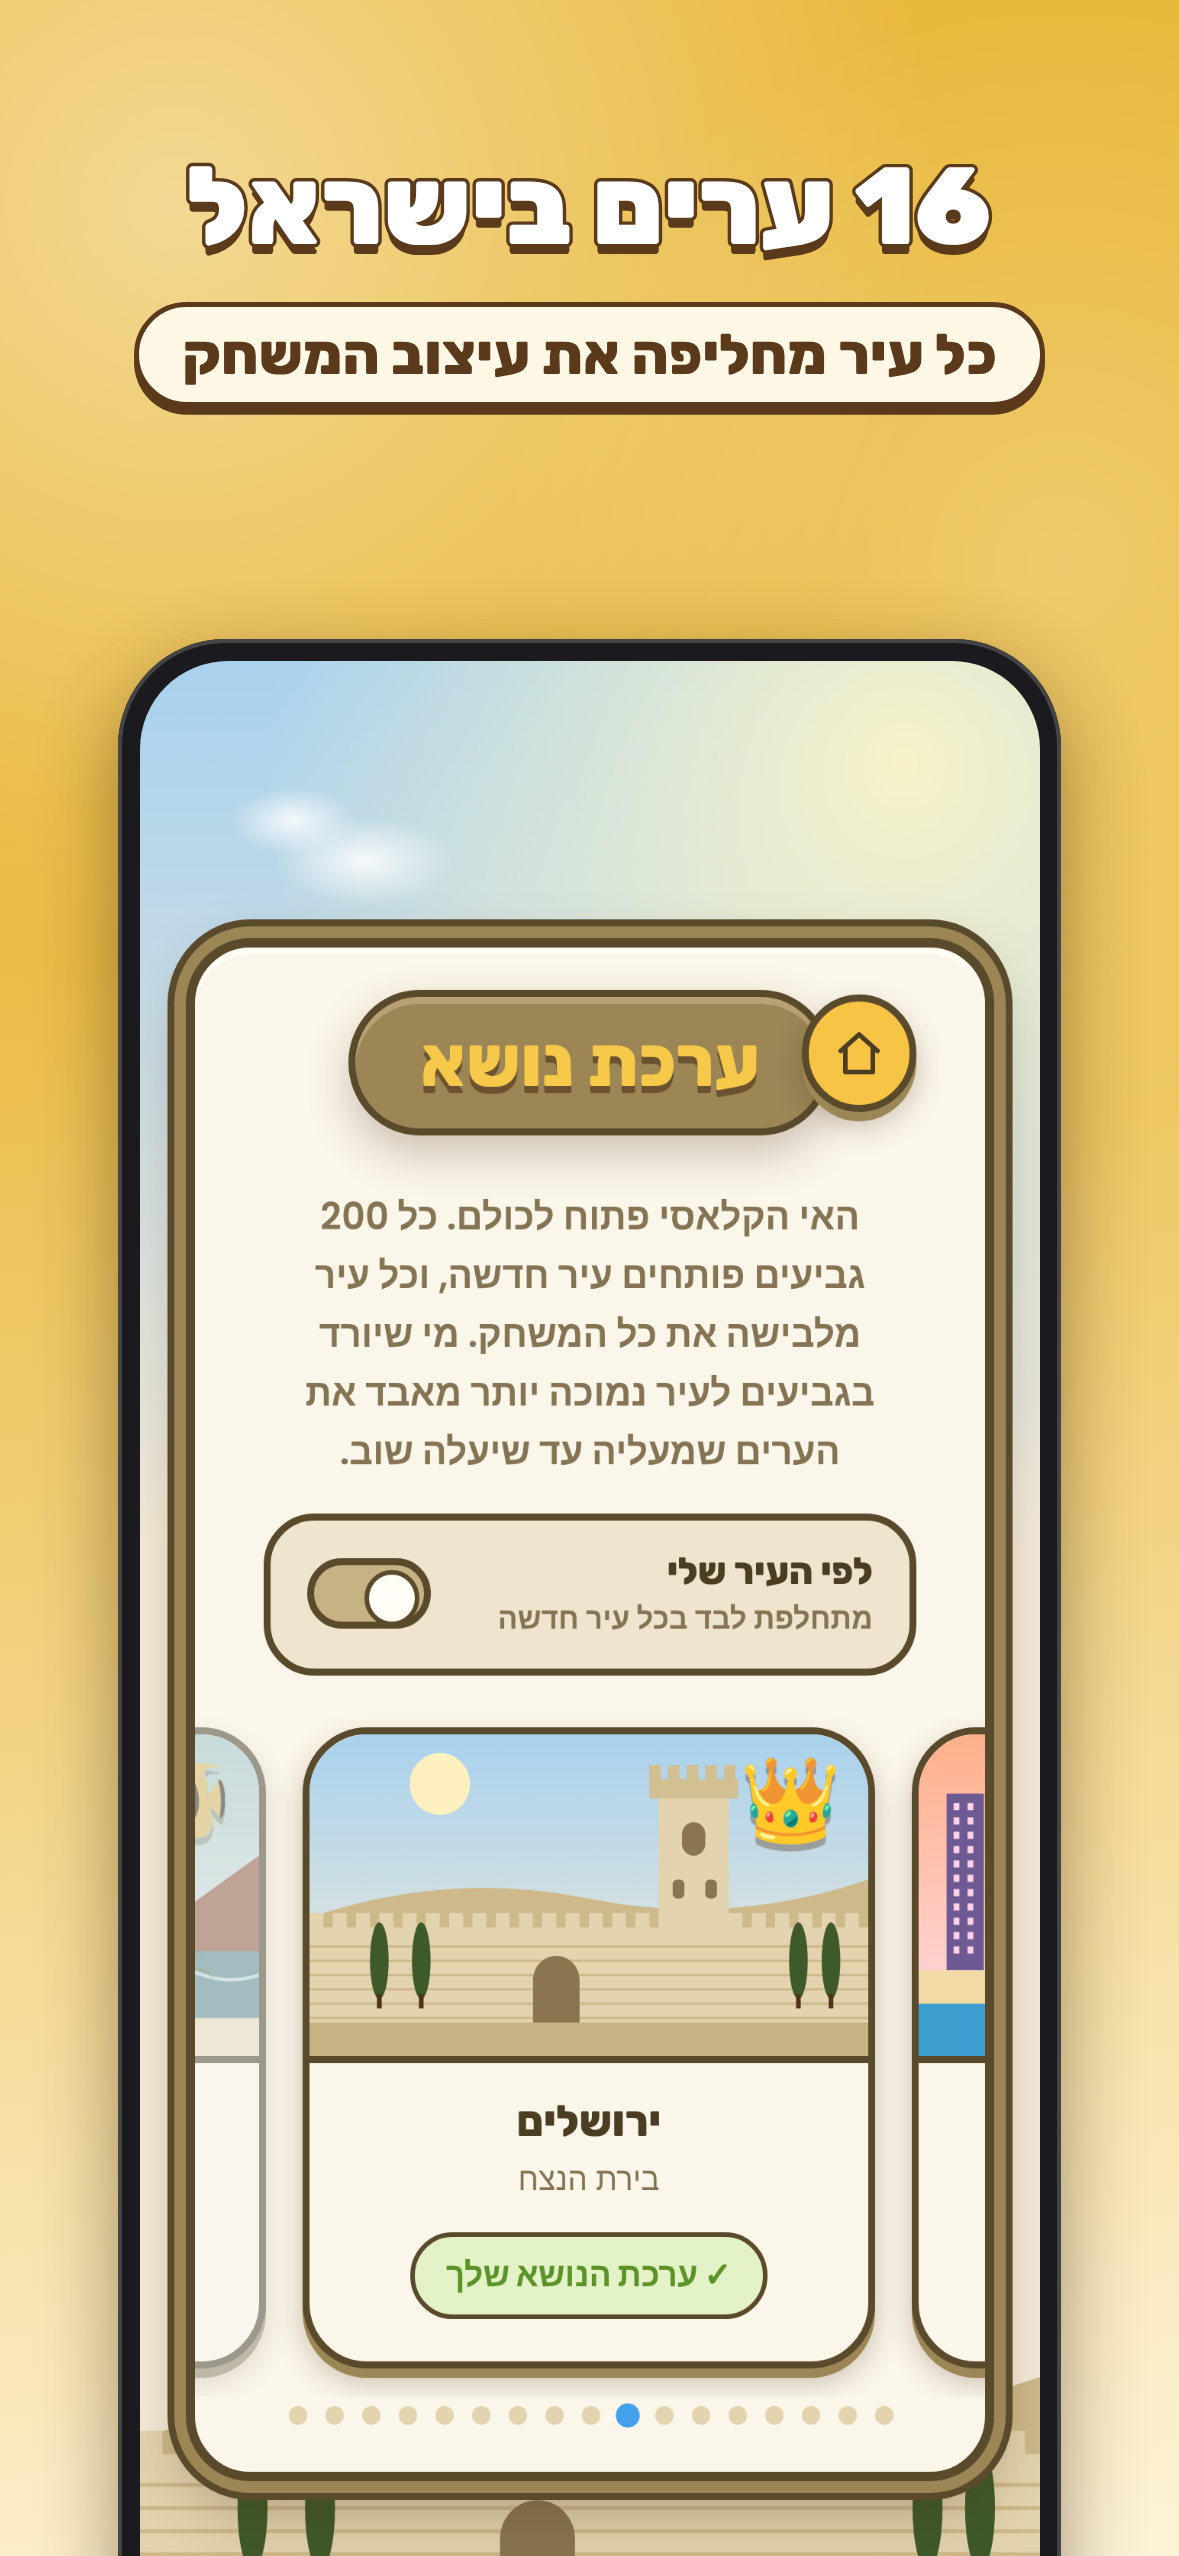 16 ערים בישראל
כל עיר מחליפה את עיצוב המשחק
ערכת נושא
האי הקלאסי פתוח לכולם. כל 200
גביעים פותחים עיר חדשה, וכל עיר
מלבישה את כל המשחק. מי שיורד
בגביעים לעיר נמוכה יותר מאבד את
הערים שמעליה עד שיעלה שוב.
לפי העיר שלי
מתחלפת לבד בכל עיר חדשה
ירושלים
בירת הנצח
✓ ערכת הנושא שלך